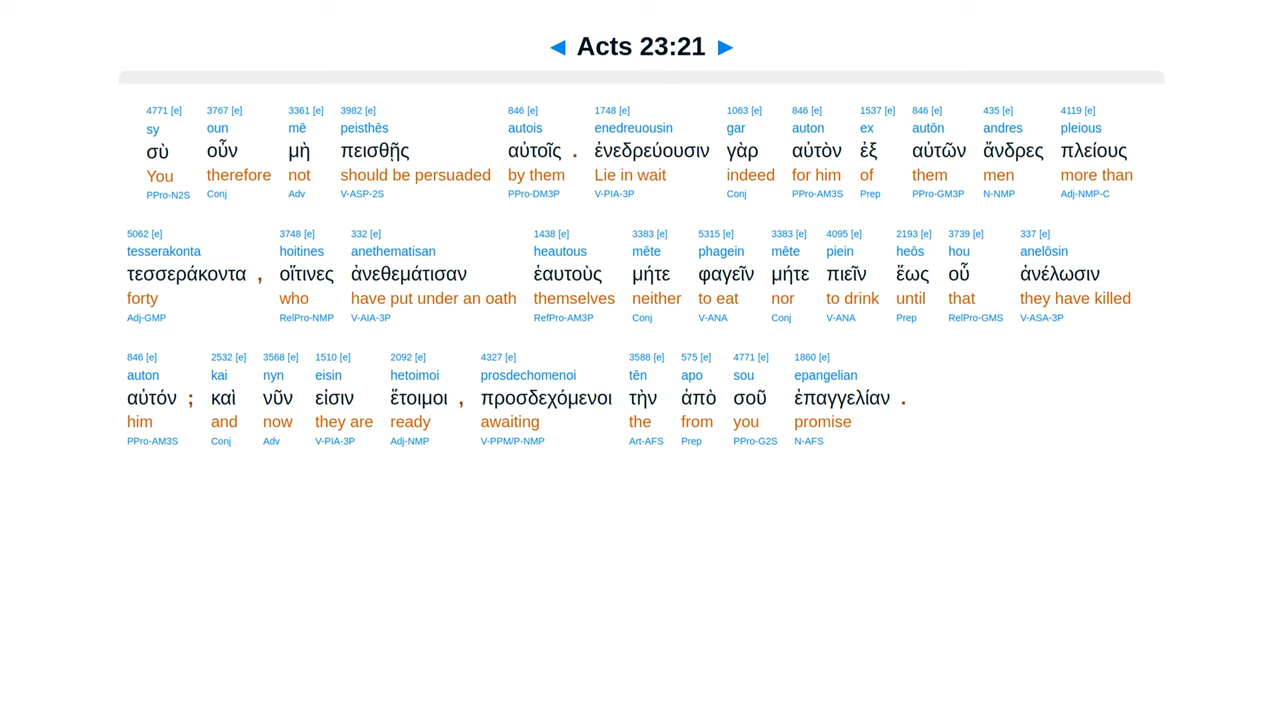 ◄ Acts 23:21 ►
4771 [e] 3767 [e] 3361 [e] 3982 [e] 846 [e] 1748 [e] 1063 [e] 846 [e] 1537 [e] 846 [e] 435 [e] 4119 [e]
sy oun mē peisthēs autois enedreuousin gar auton ex autōn andres pleious
σὺ οὖν μὴ πεισθῇς αὐτοῖς . ἐνεδρεύουσιν γὰρ αὐτὸν ἐξ αὐτῶν ἄνδρες πλείους
You therefore not should be persuaded by them Lie in wait indeed for him of them men more than
PPro-N2S Conj Adv V-ASP-2S PPro-DM3P V-PIA-3P Conj PPro-AM3S Prep PPro-GM3P N-NMP Adj-NMP-C
5062 [e] 3748 [e] 332 [e] 1438 [e] 3383 [e] 5315 [e] 3383 [e] 4095 [e] 2193 [e] 3739 [e] 337 [e]
tesserakonta hoitines anethematisan heautous mēte phagein mēte piein heōs hou anelōsin
τεσσεράκοντα , οἵτινες ἀνεθεμάτισαν ἑαυτοὺς μήτε φαγεῖν μήτε πιεῖν ἕως οὗ ἀνέλωσιν
forty who have put under an oath themselves neither to eat nor to drink until that they have killed
Adj-GMP RelPro-NMP V-AIA-3P RefPro-AM3P Conj V-ANA Conj V-ANA Prep RelPro-GMS V-ASA-3P
846 [e] 2532 [e] 3568 [e] 1510 [e] 2092 [e] 4327 [e] 3588 [e] 575 [e] 4771 [e] 1860 [e]
auton kai nyn eisin hetoimoi prosdechomenoi tēn apo sou epangelian
αὐτόν ; καὶ νῦν εἰσιν ἕτοιμοι , προσδεχόμενοι τὴν ἀπὸ σοῦ ἐπαγγελίαν .
him and now they are ready awaiting the from you promise
PPro-AM3S Conj Adv V-PIA-3P Adj-NMP V-PPM/P-NMP Art-AFS Prep PPro-G2S N-AFS